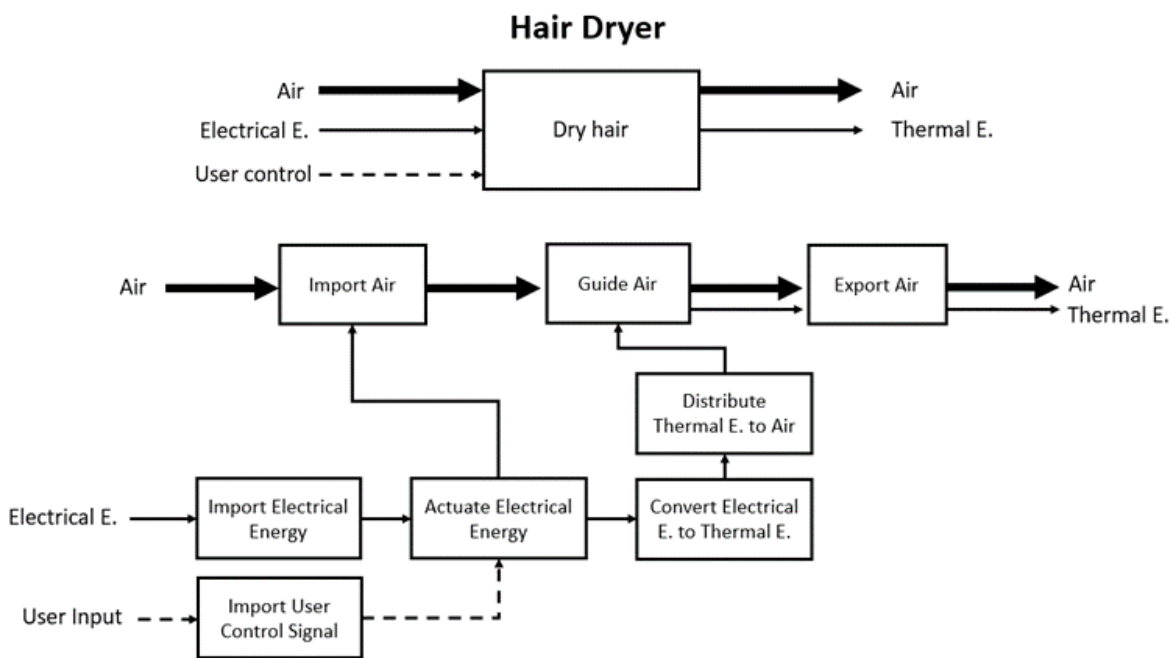 Hair Dryer
Air
Electrical E.
User control
Dry hair
Air
Thermal E.
Air
Import Air
Guide Air
Export Air
Air
Thermal E.
Distribute
Thermal E. to Air
Electrical E.
Import Electrical
Energy
Actuate Electrical
Energy
Convert Electrical
E. to Thermal E.
User Input
Import User
Control Signal